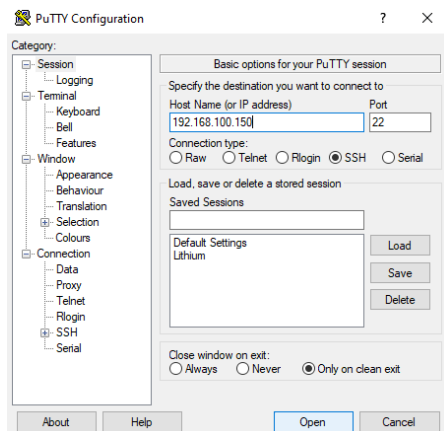 PuTTY Configuration
? ×
Category:
Session
Logging
Terminal
Keyboard
Bell
Features
Window
Appearance
Behaviour
Translation
Selection
Colours
Connection
Data
Proxy
Telnet
Rlogin
SSH
Serial
Basic options for your PuTTY session
Specify the destination you want to connect to
Host Name (or IP address) Port
192.168.100.150 22
Connection type:
Raw Telnet Rlogin SSH Serial
Load, save or delete a stored session
Saved Sessions
Default Settings
Lithium
Load
Save
Delete
Close window on exit:
Always Never Only on clean exit
About Help Open Cancel